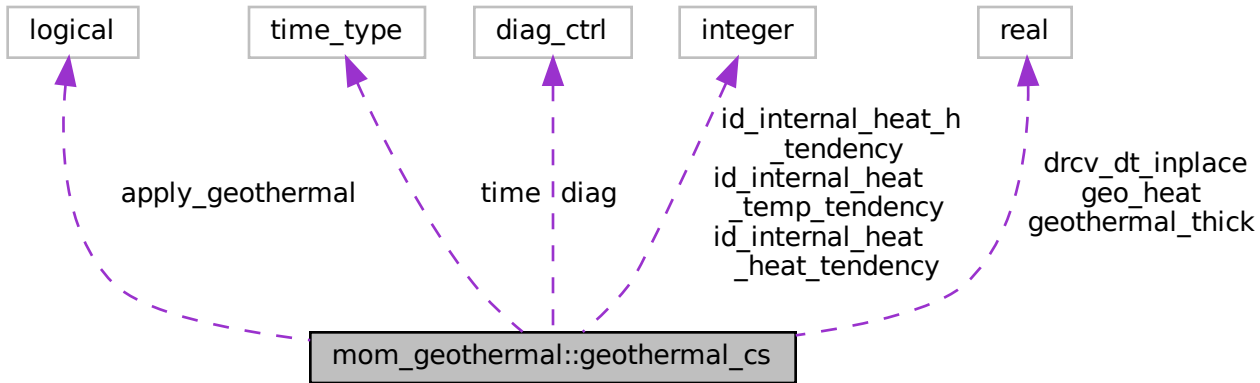 logical
time_type
diag_ctrl
integer
real
apply_geothermal
time
diag
id_internal_heat_h
_tendency
id_internal_heat
_temp_tendency
id_internal_heat
_heat_tendency
drcv_dt_inplace
geo_heat
geothermal_thick
mom_geothermal::geothermal_cs